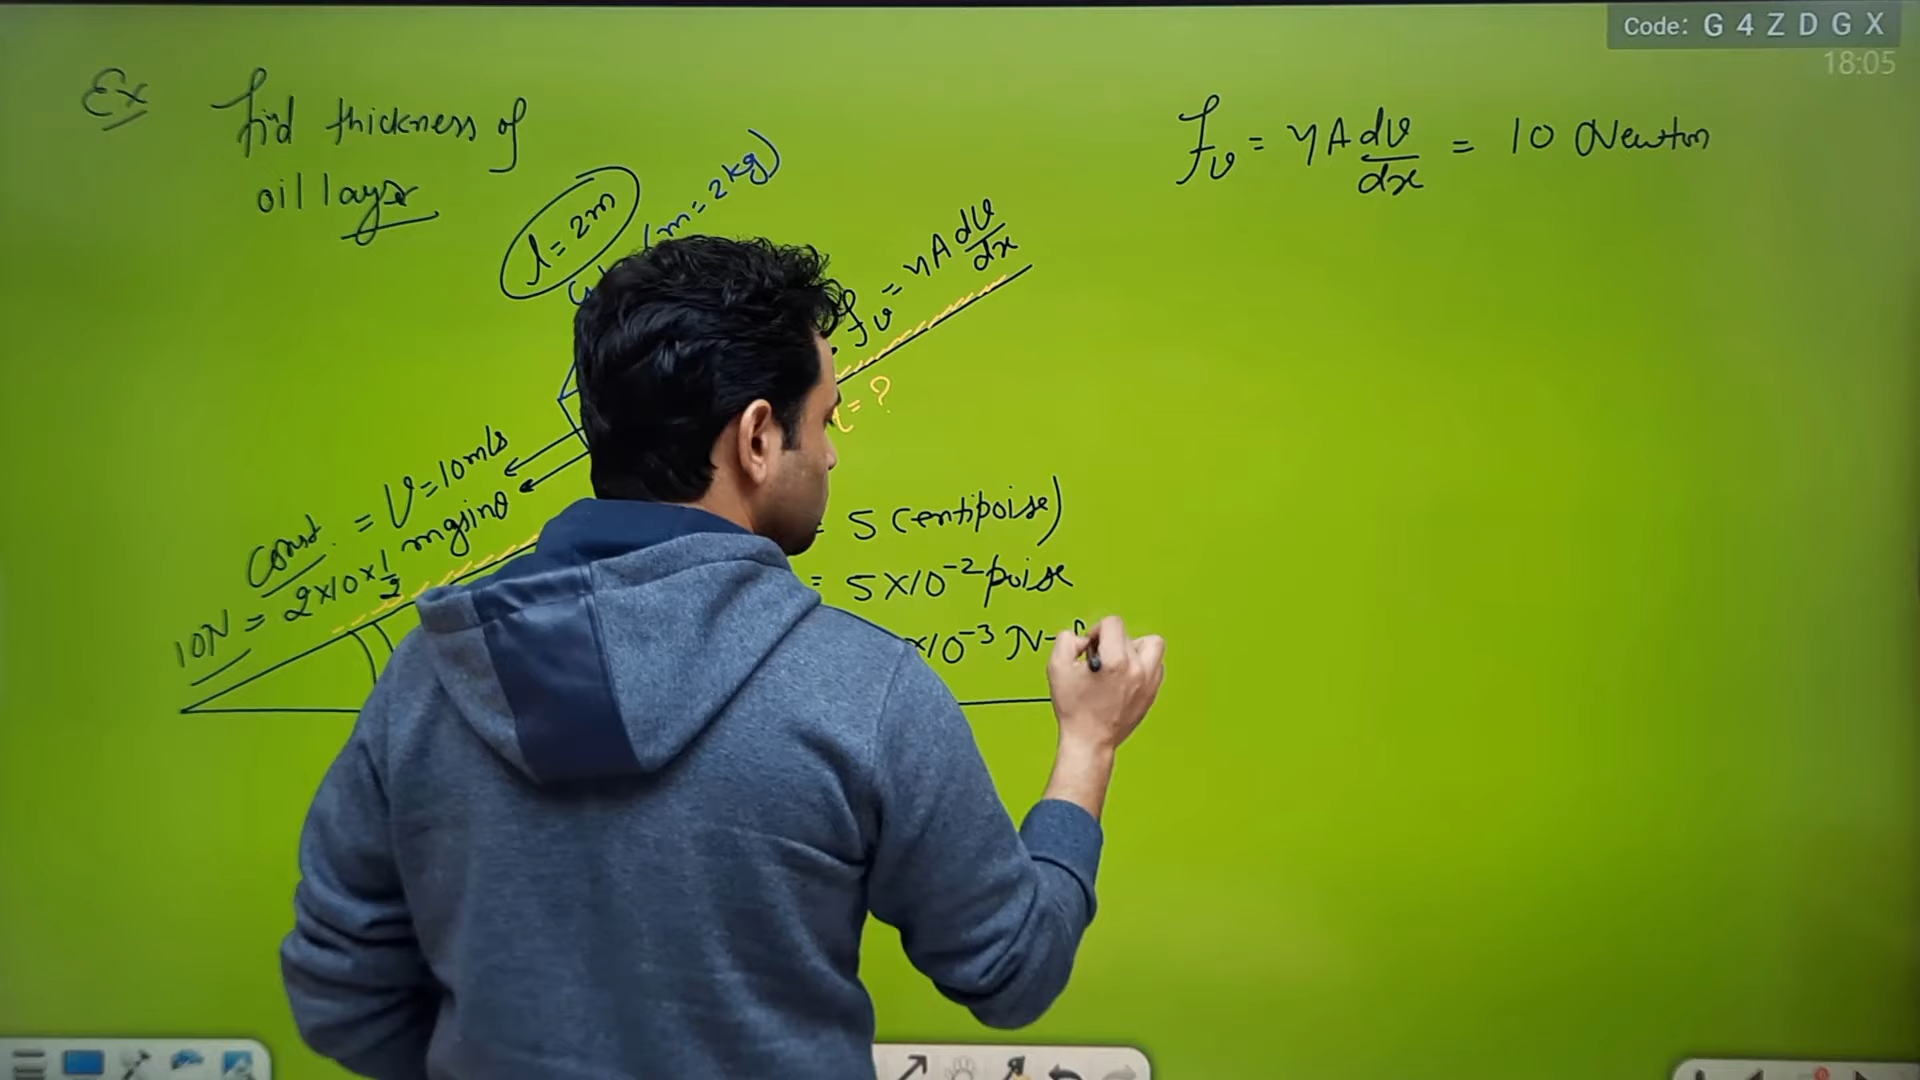 Code: G 4 Z D G X
18:05
Ex find thickness of
oil layer
l = 2m
(m = 2kg)
fv = ηA dv/dx
= ?
fv = ηA dv/dx = 10 Newton
const. = V = 10 m/s
mg sinθ
10N = 2×10×1/2
= 5 centipoise)
= 5×10⁻² poise
×10⁻³ N-